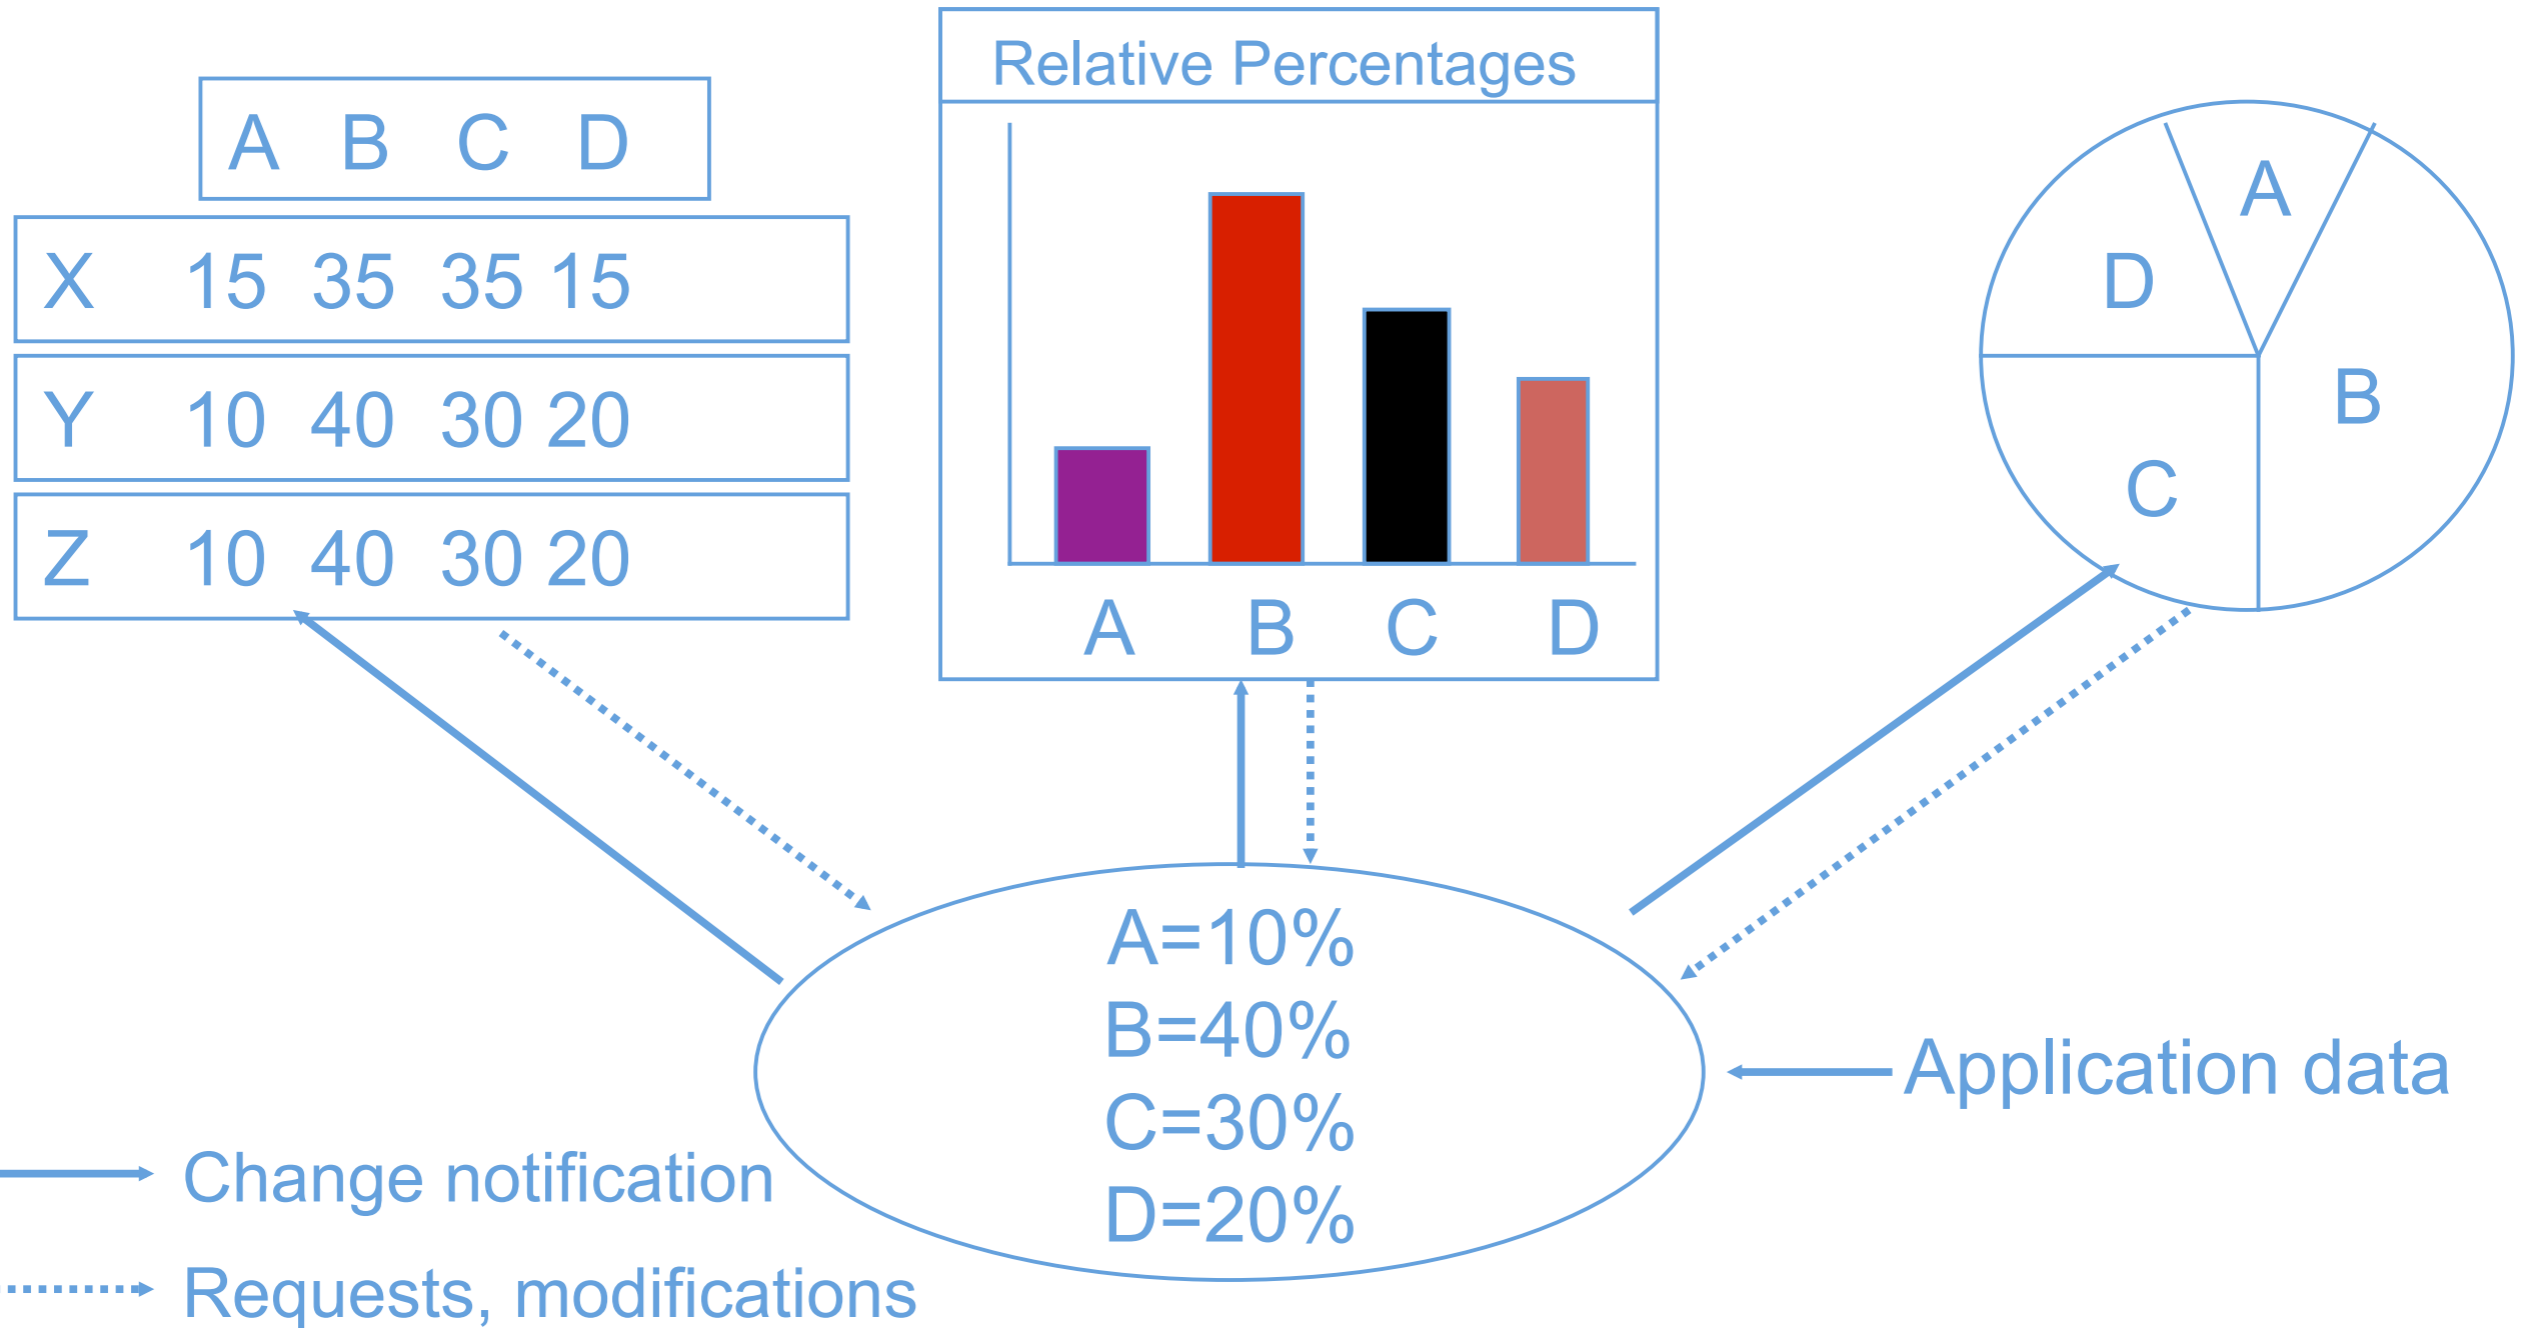 A B C D
X 15 35 35 15
Y 10 40 30 20
Z 10 40 30 20
Relative Percentages
A B C D
A
D
B
C
A=10%
B=40%
C=30%
D=20%
Application data
Change notification
Requests, modifications